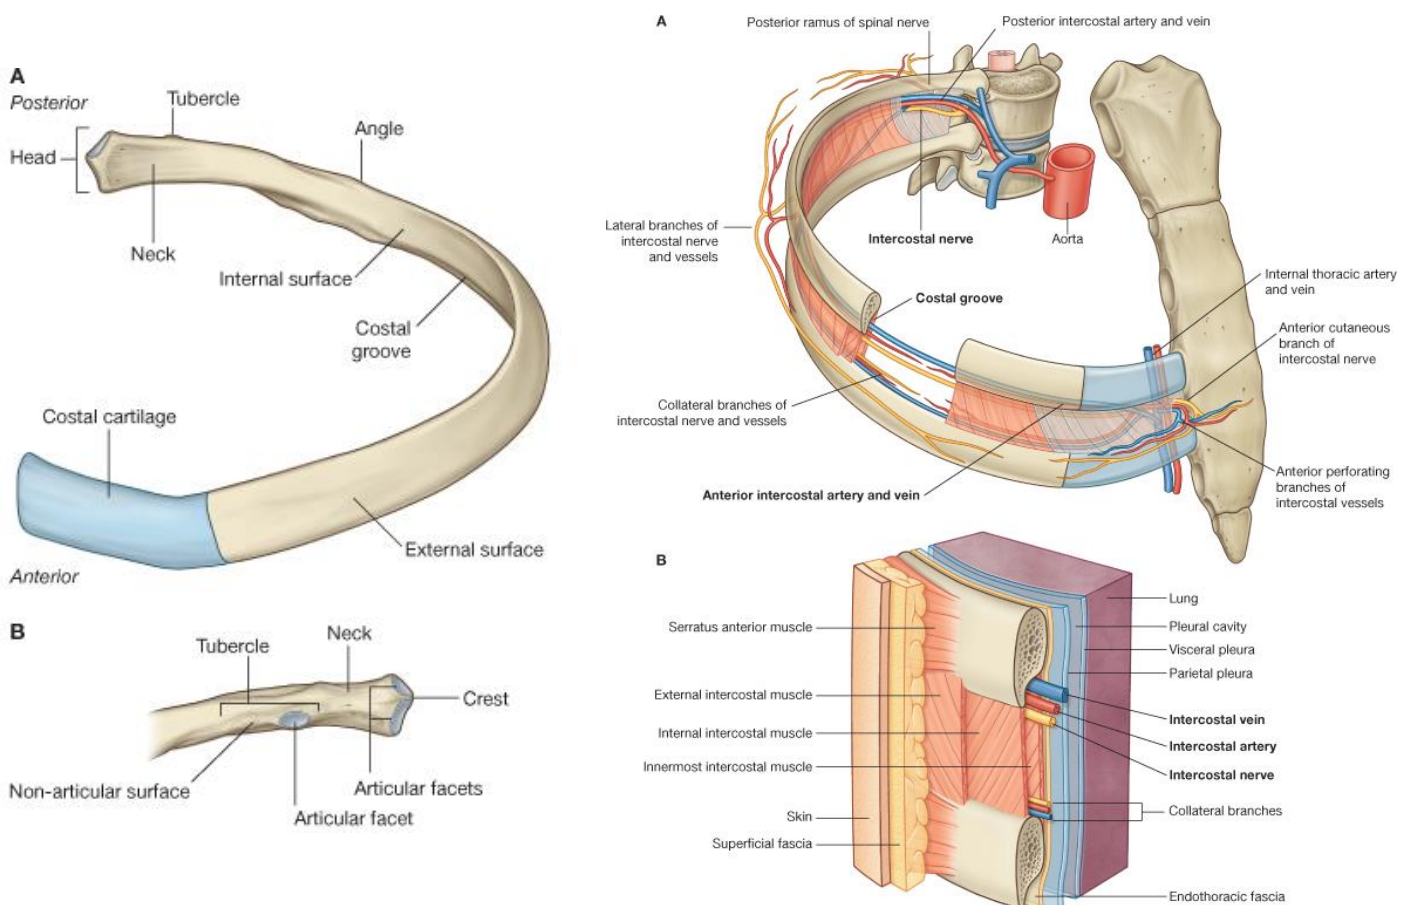 A
Posterior
Tubercle
Angle
Head
Neck
Internal surface
Costal
groove
Costal cartilage
External surface
Anterior
B
Tubercle
Neck
Crest
Non-articular surface
Articular facets
Articular facet
A
Posterior ramus of spinal nerve
Posterior intercostal artery and vein
Lateral branches of
intercostal nerve
and vessels
Intercostal nerve
Aorta
Internal thoracic artery
and vein
Costal groove
Anterior cutaneous
branch of
intercostal nerve
Collateral branches of
intercostal nerve and vessels
Anterior intercostal artery and vein
Anterior perforating
branches of
intercostal vessels
B
Serratus anterior muscle
External intercostal muscle
Internal intercostal muscle
Innermost intercostal muscle
Skin
Superficial fascia
Lung
Pleural cavity
Visceral pleura
Parietal pleura
Intercostal vein
Intercostal artery
Intercostal nerve
Collateral branches
Endothoracic fascia